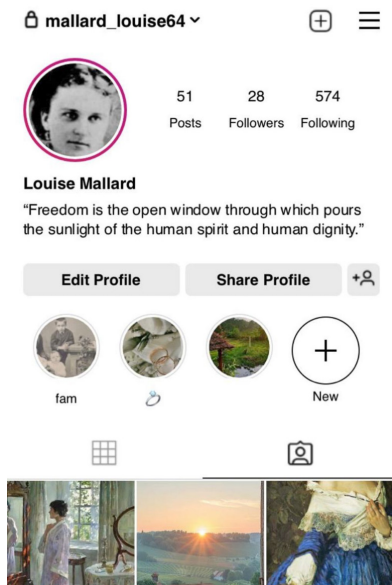 mallard_louise64
51 28 574
Posts Followers Following
Louise Mallard
“Freedom is the open window through which pours
the sunlight of the human spirit and human dignity.”
Edit Profile Share Profile
fam New